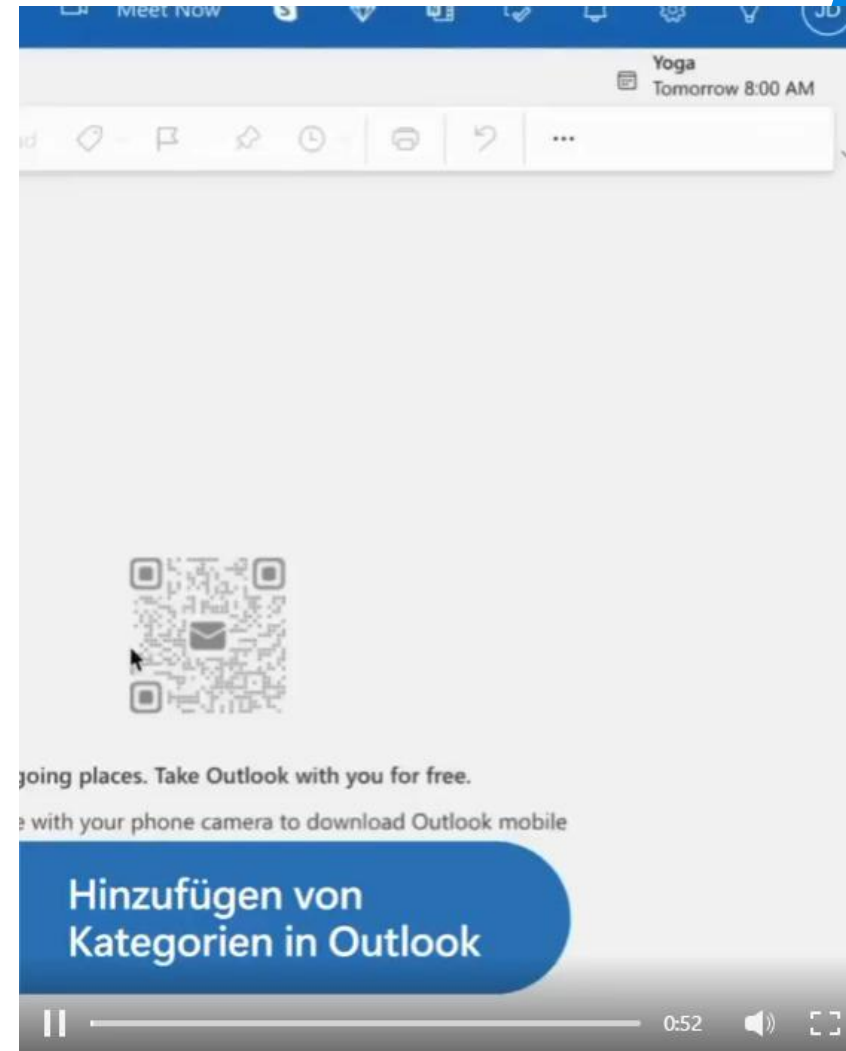 Meet Now
JD
Yoga
Tomorrow 8:00 AM
going places. Take Outlook with you for free.
with your phone camera to download Outlook mobile
Hinzufügen von
Kategorien in Outlook
0:52